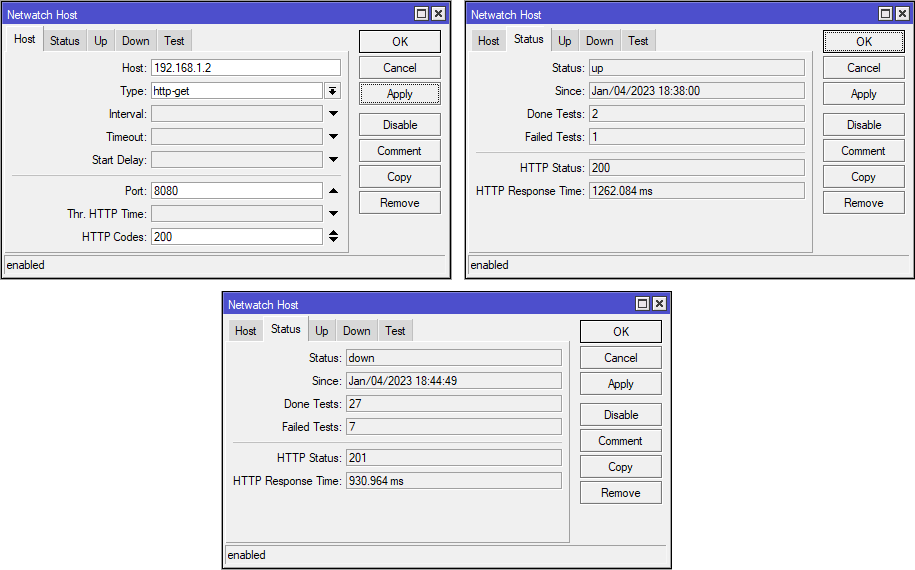 Netwatch Host
Host Status Up Down Test
Host: 192.168.1.2
Type: http-get
Interval:
Timeout:
Start Delay:
Port: 8080
Thr. HTTP Time:
HTTP Codes: 200
OK
Cancel
Apply
Disable
Comment
Copy
Remove
enabled
Netwatch Host
Host Status Up Down Test
Status: up
Since: Jan/04/2023 18:38:00
Done Tests: 2
Failed Tests: 1
HTTP Status: 200
HTTP Response Time: 1262.084 ms
OK
Cancel
Apply
Disable
Comment
Copy
Remove
enabled
Netwatch Host
Host Status Up Down Test
Status: down
Since: Jan/04/2023 18:44:49
Done Tests: 27
Failed Tests: 7
HTTP Status: 201
HTTP Response Time: 930.964 ms
OK
Cancel
Apply
Disable
Comment
Copy
Remove
enabled